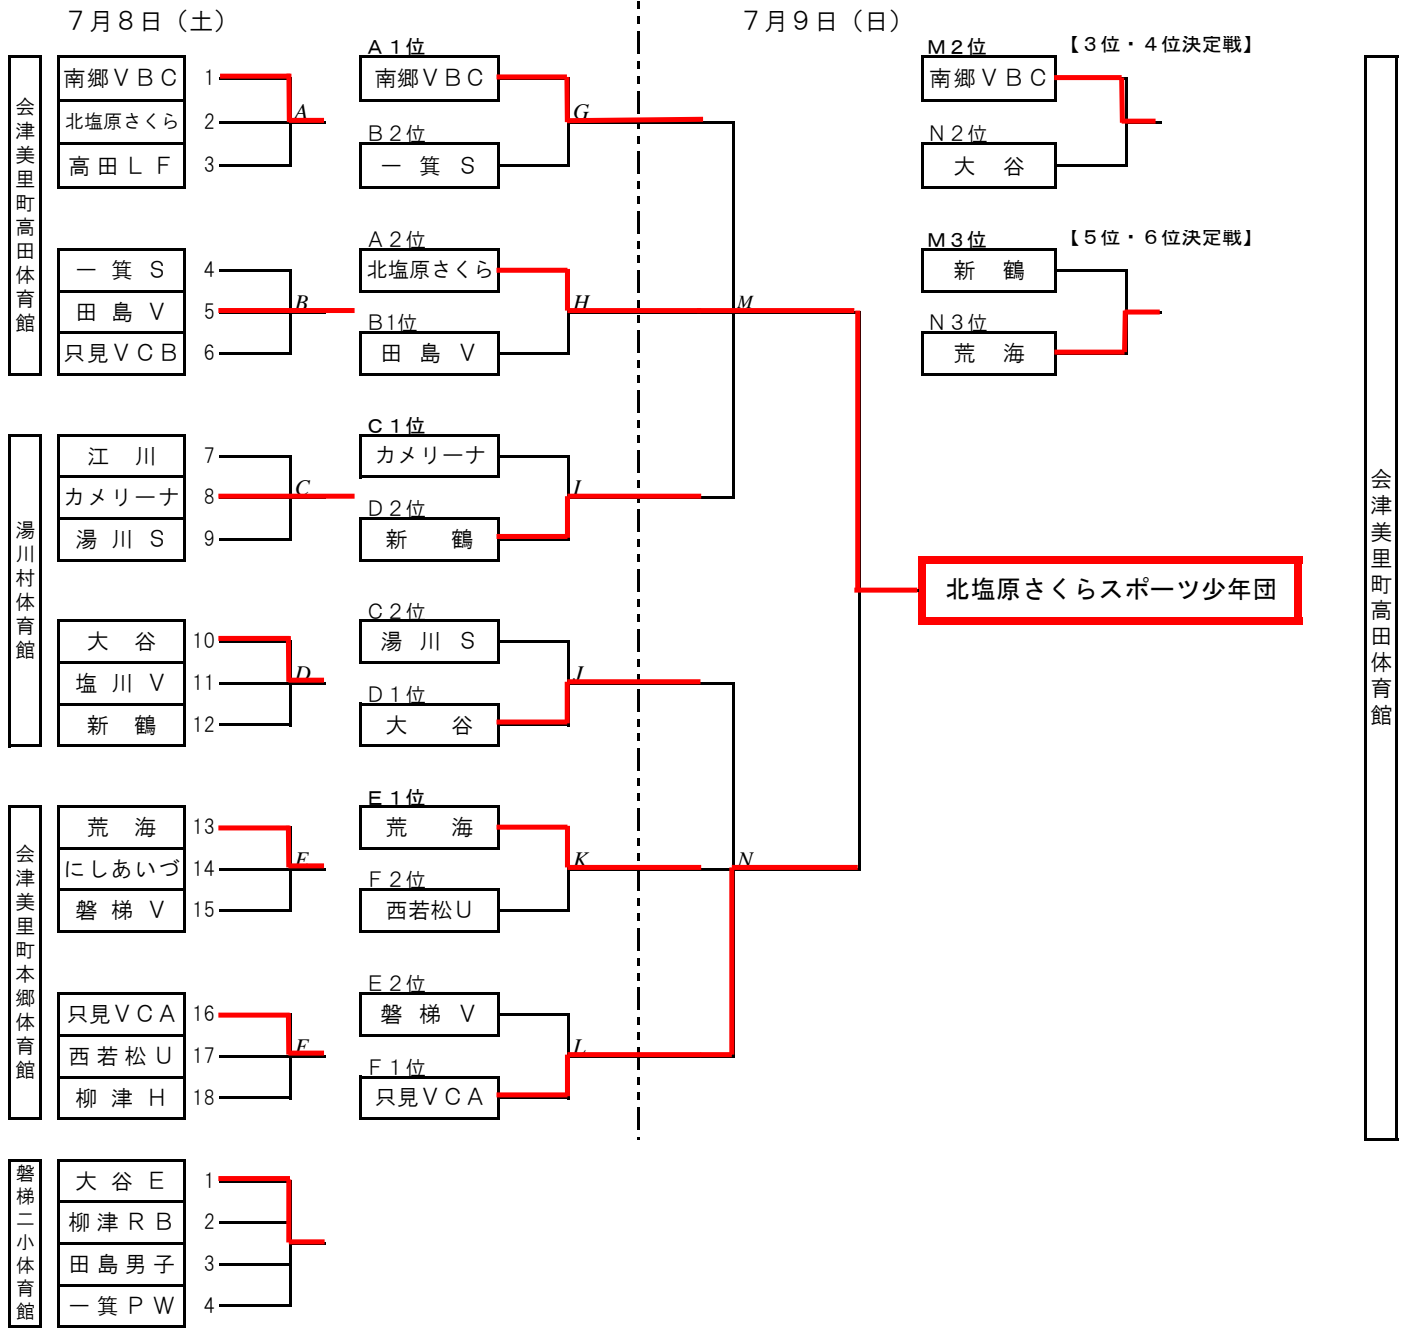 ７月８日（土）
７月９日（日）
会津美里町高田体育館
南郷ＶＢＣ 1
北塩原さくら 2
高田ＬＦ 3
A
一箕Ｓ 4
田島Ｖ 5
只見ＶＣＢ 6
B
湯川村体育館
江川 7
カメリーナ 8
湯川Ｓ 9
C
大谷 10
塩川Ｖ 11
新鶴 12
D
会津美里町本郷体育館
荒海 13
にしあいづ 14
磐梯Ｖ 15
E
只見ＶＣＡ 16
西若松Ｕ 17
柳津Ｈ 18
F
磐梯二小体育館
大谷Ｅ 1
柳津ＲＢ 2
田島男子 3
一箕ＰＷ 4
Ａ１位
南郷ＶＢＣ
G
Ｂ２位
一箕Ｓ
Ａ２位
北塩原さくら
H
Ｂ1位
田島Ｖ
Ｃ１位
カメリーナ
I
Ｄ２位
新鶴
Ｃ２位
湯川Ｓ
J
Ｄ１位
大谷
Ｅ１位
荒海
K
Ｆ２位
西若松Ｕ
Ｅ２位
磐梯Ｖ
L
Ｆ１位
只見ＶＣＡ
M
N
Ｍ２位
【３位・４位決定戦】
南郷ＶＢＣ
Ｎ２位
大谷
Ｍ３位
【５位・６位決定戦】
新鶴
Ｎ３位
荒海
北塩原さくらスポーツ少年団
会津美里町高田体育館